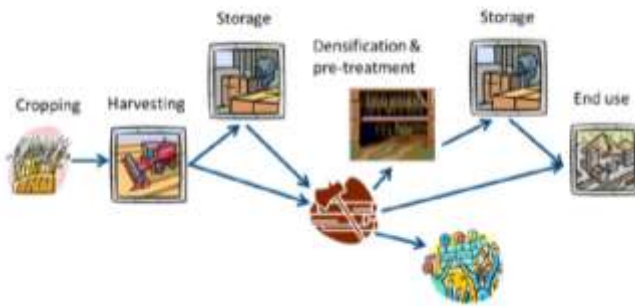 Storage
Storage
Densification &
pre-treatment
Cropping
Harvesting
End use